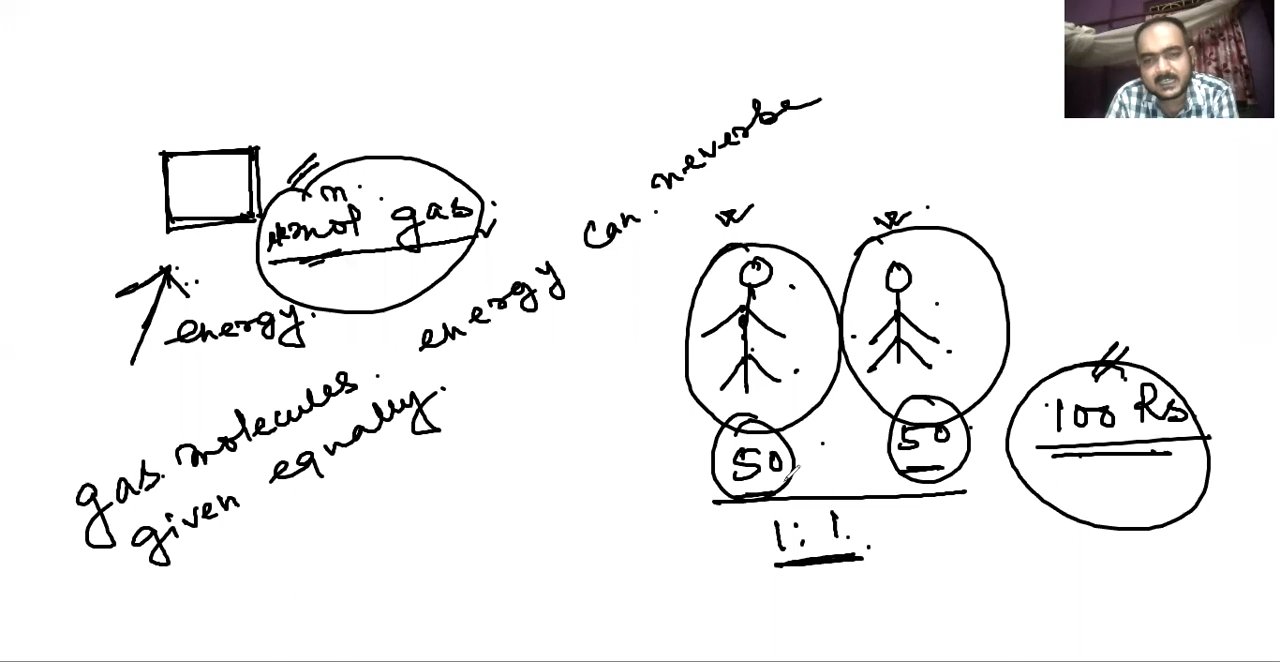 n mol gas.
energy.
gas molecules. energy can. never be
given equally.
50 50
100 Rs
1:1.